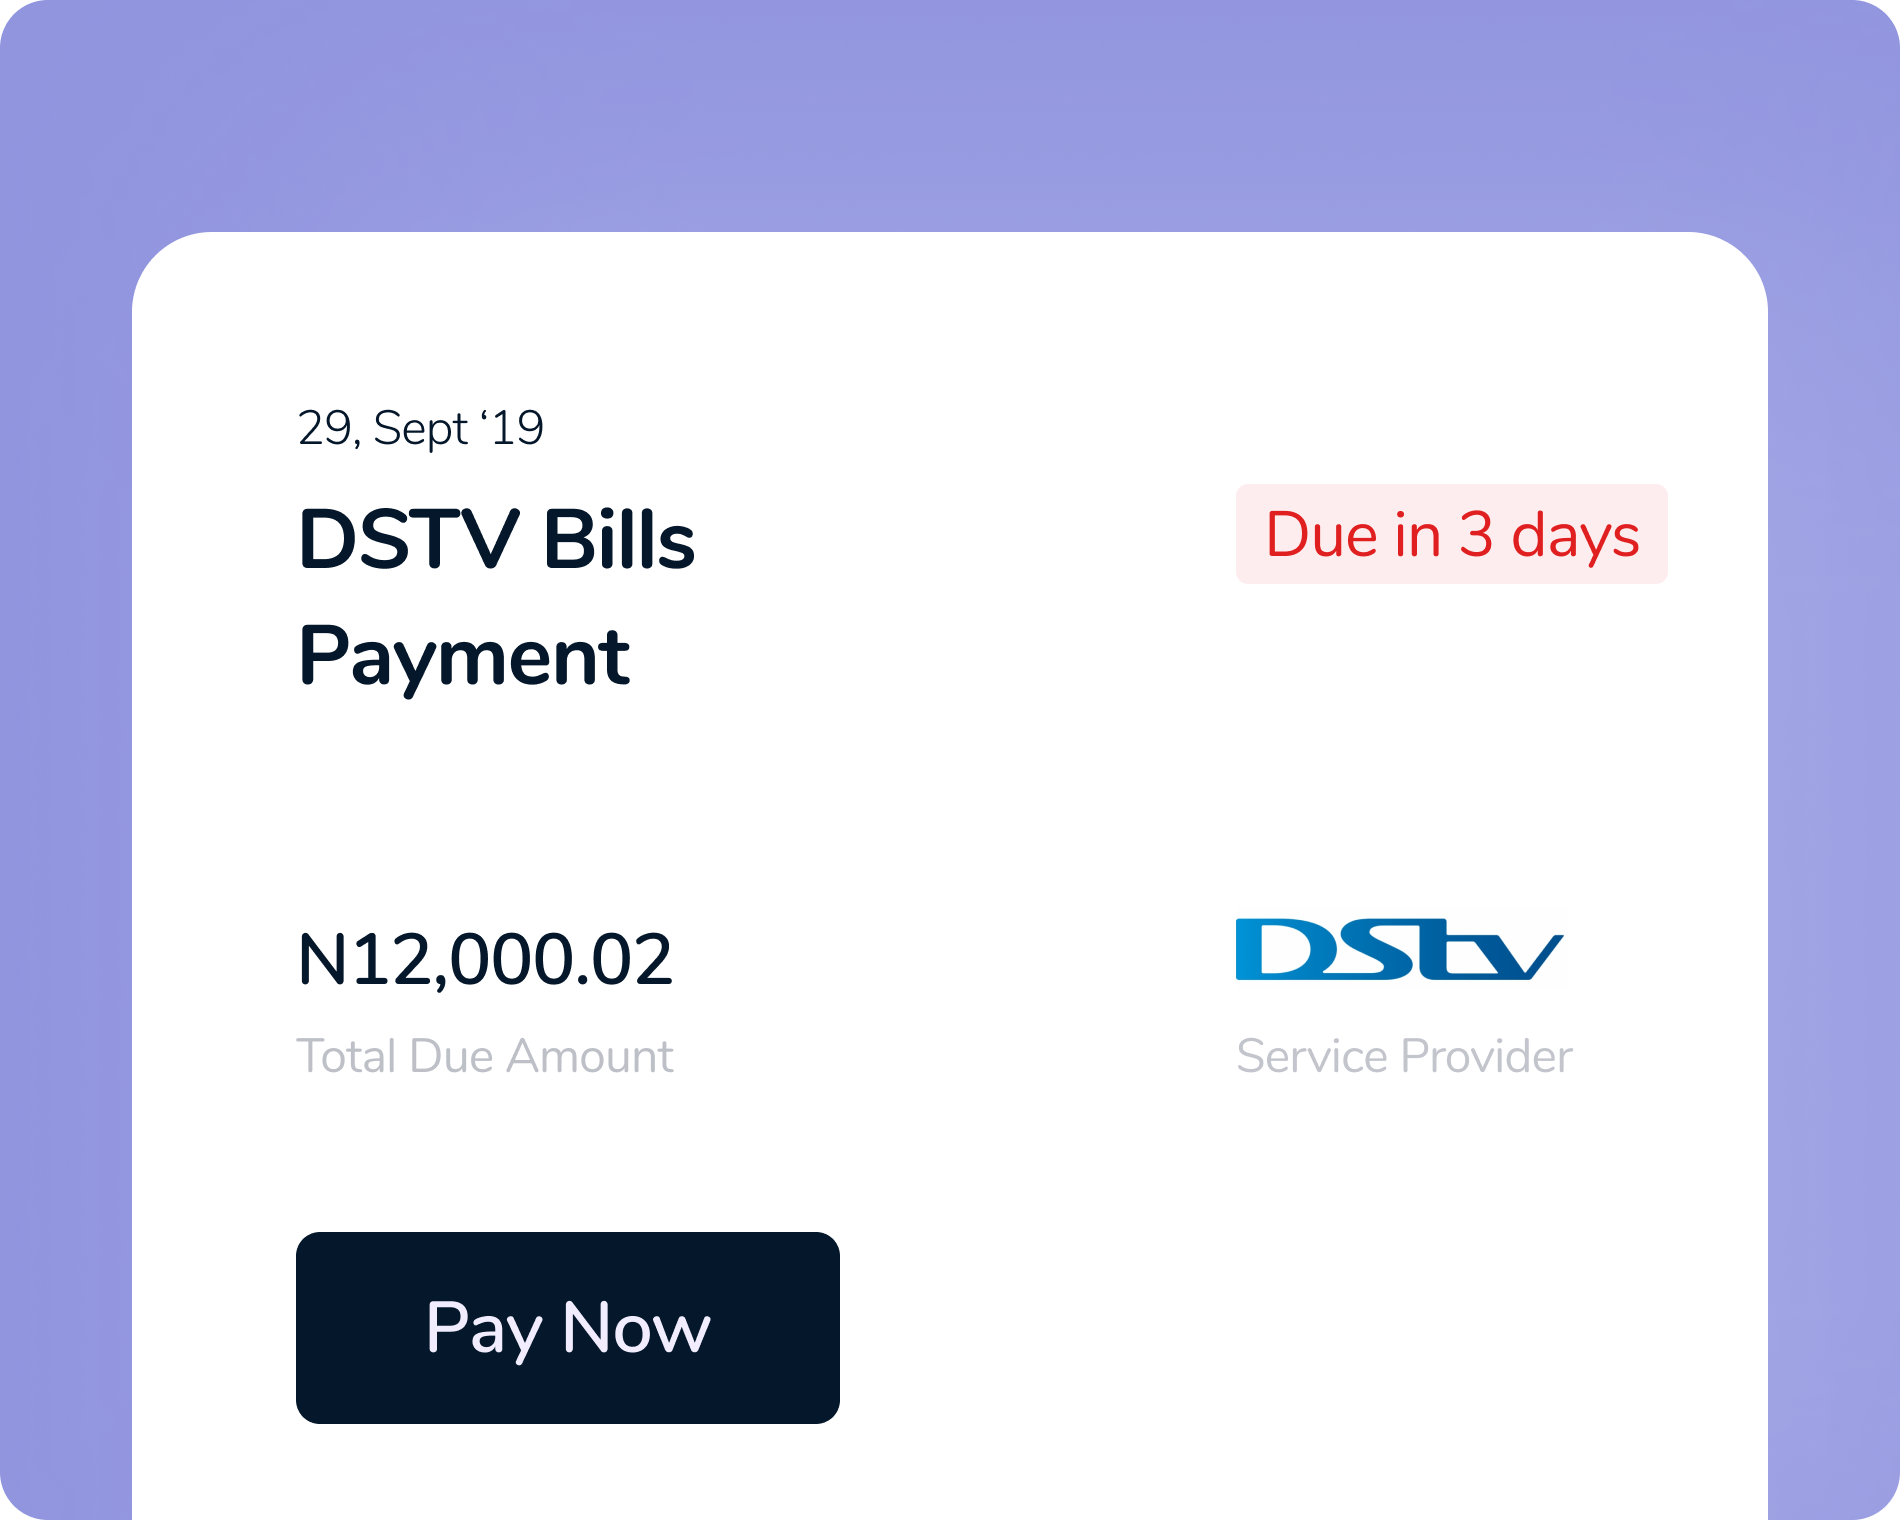 29, Sept ‘19
DSTV Bills
Payment
Due in 3 days
N12,000.02
Total Due Amount
DStv
Service Provider
Pay Now